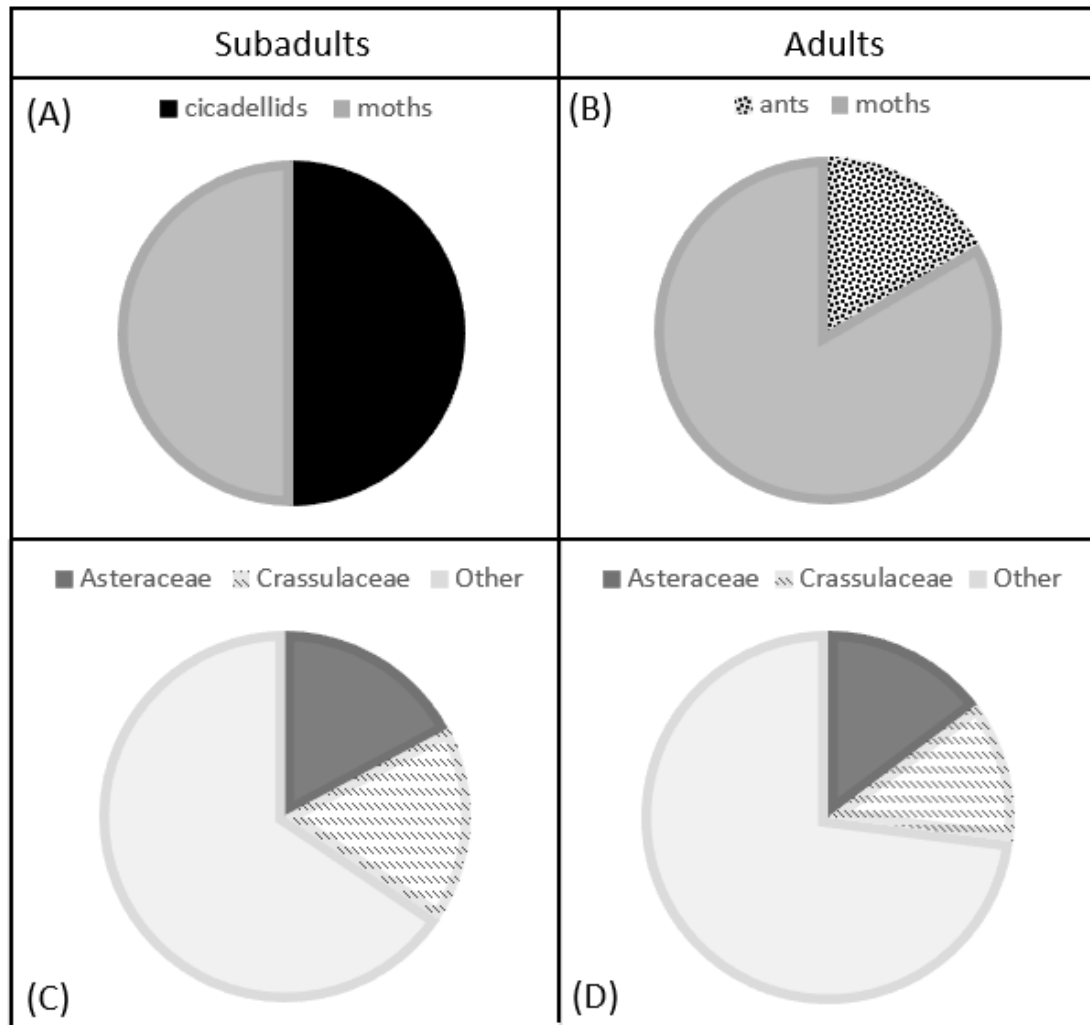 Subadults
Adults
(A)
cicadellids moths
(B)
ants moths
Asteraceae Crassulaceae Other
(C)
Asteraceae Crassulaceae Other
(D)